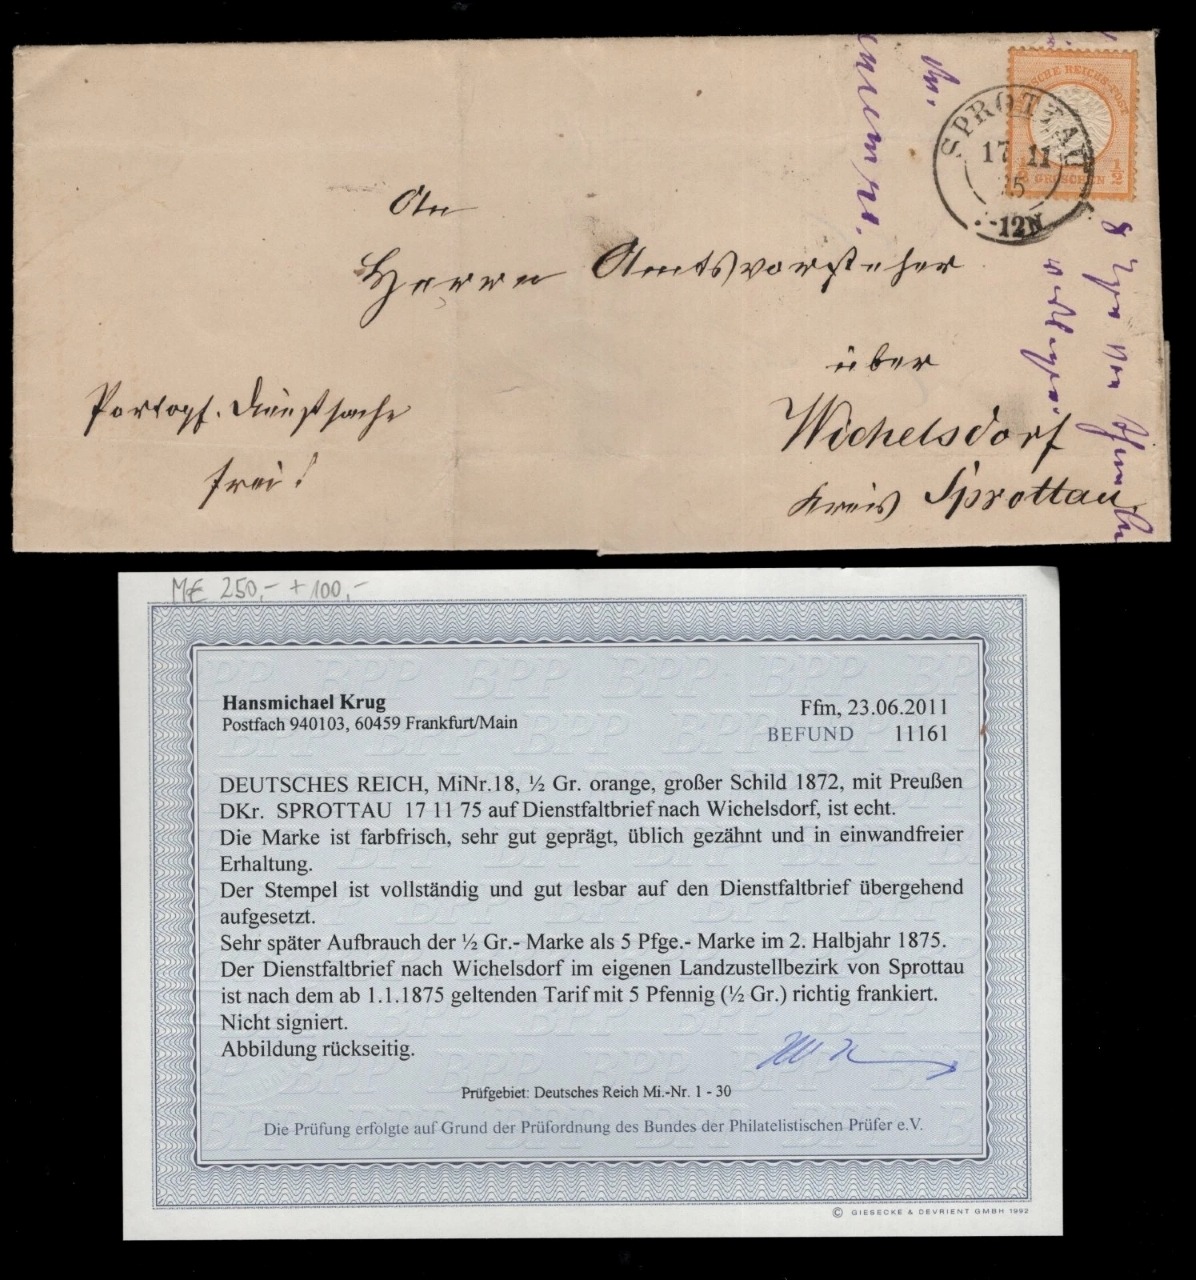 An
Herrn Amtsvorsteher
über
Wichelsdorf
Kreis Sprottau.
Portopf. Dienstsache
frei!
SCHE REICHS-POST
1/2 GROSCHEN 1/2
SPROTTAU
17 11
75
12N
M€ 250,- + 100,-
Hansmichael Krug
Postfach 940103, 60459 Frankfurt/Main
Ffm, 23.06.2011
BEFUND 11161
DEUTSCHES REICH, MiNr.18, ½ Gr. orange, großer Schild 1872, mit Preußen
DKr. SPROTTAU 17 11 75 auf Dienstfaltbrief nach Wichelsdorf, ist echt.
Die Marke ist farbfrisch, sehr gut geprägt, üblich gezähnt und in einwandfreier
Erhaltung.
Der Stempel ist vollständig und gut lesbar auf den Dienstfaltbrief übergehend
aufgesetzt.
Sehr später Aufbrauch der ½ Gr.- Marke als 5 Pfge.- Marke im 2. Halbjahr 1875.
Der Dienstfaltbrief nach Wichelsdorf im eigenen Landzustellbezirk von Sprottau
ist nach dem ab 1.1.1875 geltenden Tarif mit 5 Pfennig (½ Gr.) richtig frankiert.
Nicht signiert.
Abbildung rückseitig.
Prüfgebiet: Deutsches Reich Mi.-Nr. 1 - 30
Die Prüfung erfolgte auf Grund der Prüfordnung des Bundes der Philatelistischen Prüfer e.V.
© GIESECKE & DEVRIENT GMBH 1992